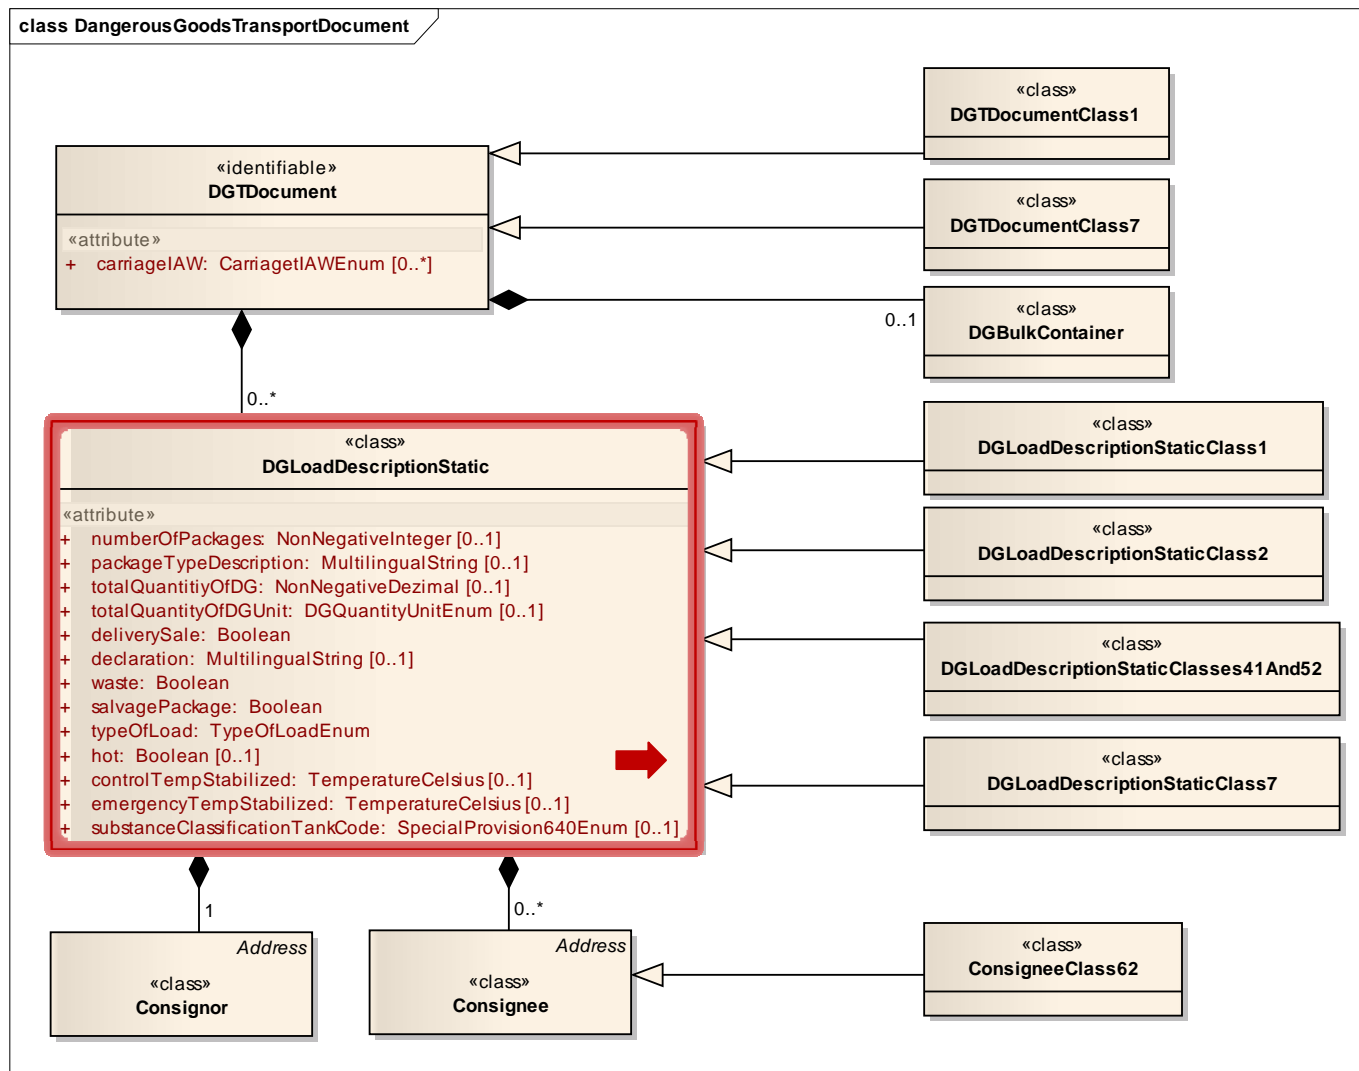 class DangerousGoodsTransportDocument
«class»
DGTDocumentClass1
«identifiable»
DGTDocument
«attribute»
+ carriageIAW: CarriagetIAWEnum [0..*]
«class»
DGTDocumentClass7
«class»
DGBulkContainer
0..1
0..*
«class»
DGLoadDescriptionStatic
«attribute»
+ numberOfPackages: NonNegativeInteger [0..1]
+ packageTypeDescription: MultilingualString [0..1]
+ totalQuantitiyOfDG: NonNegativeDezimal [0..1]
+ totalQuantityOfDGUnit: DGQuantityUnitEnum [0..1]
+ deliverySale: Boolean
+ declaration: MultilingualString [0..1]
+ waste: Boolean
+ salvagePackage: Boolean
+ typeOfLoad: TypeOfLoadEnum
+ hot: Boolean [0..1]
+ controlTempStabilized: TemperatureCelsius [0..1]
+ emergencyTempStabilized: TemperatureCelsius [0..1]
+ substanceClassificationTankCode: SpecialProvision640Enum [0..1]
«class»
DGLoadDescriptionStaticClass1
«class»
DGLoadDescriptionStaticClass2
«class»
DGLoadDescriptionStaticClasses41And52
«class»
DGLoadDescriptionStaticClass7
1
0..*
Address
«class»
Consignor
Address
«class»
Consignee
«class»
ConsigneeClass62